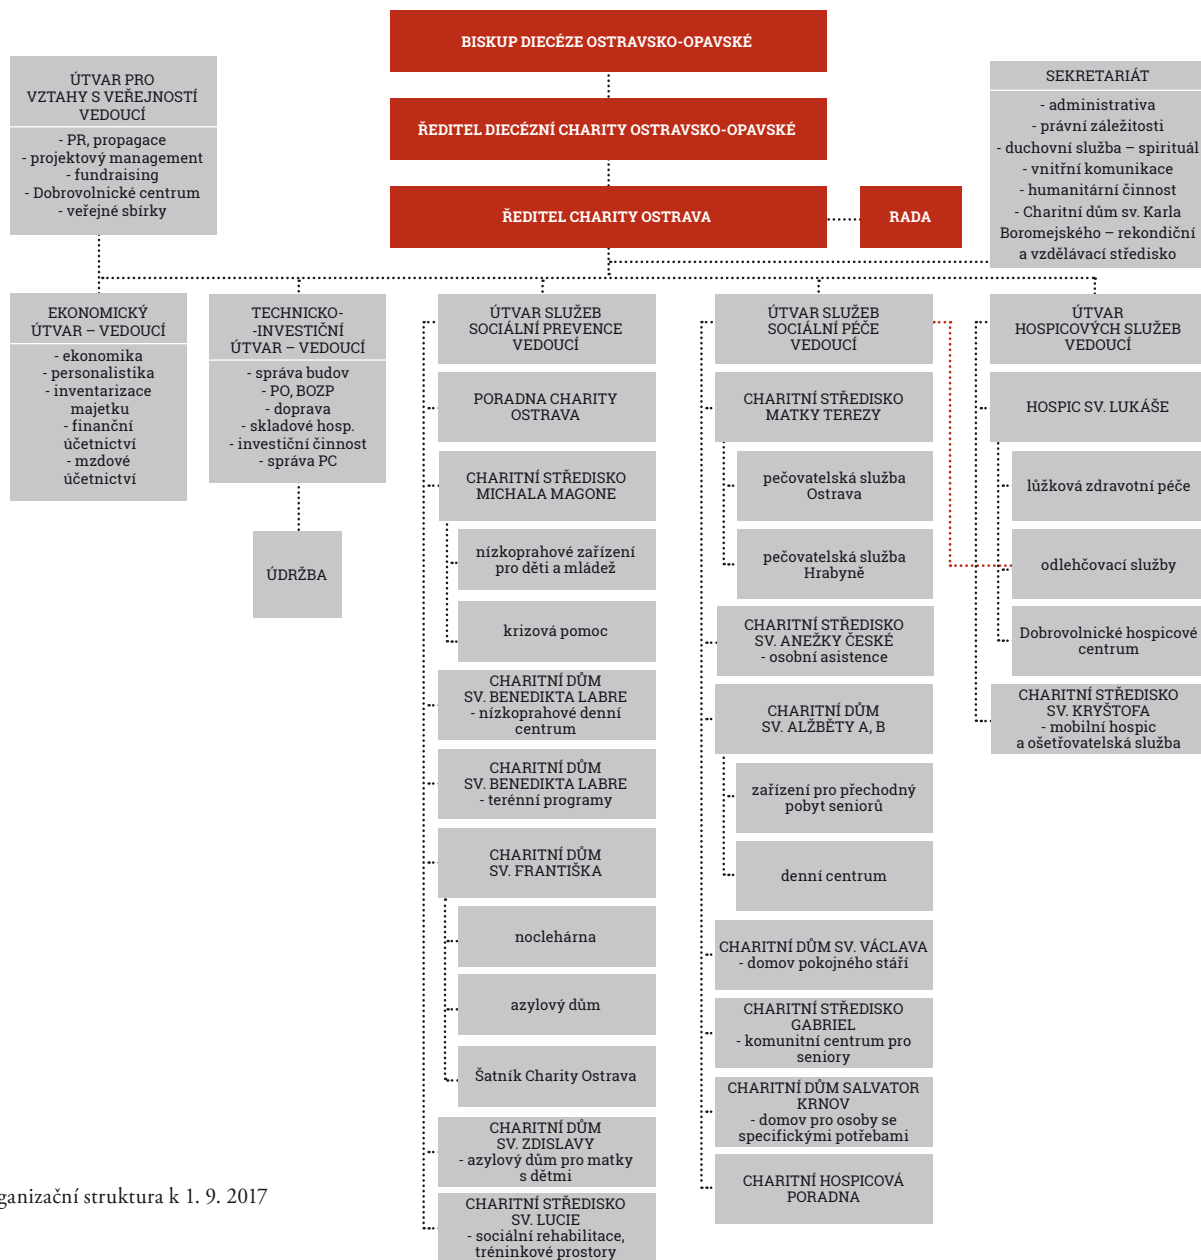 BISKUP DIECÉZE OSTRAVSKO-OPAVSKÉ
ŘEDITEL DIECÉZNÍ CHARITY OSTRAVSKO-OPAVSKÉ
ŘEDITEL CHARITY OSTRAVA
RADA
ÚTVAR PRO
VZTAHY S VEŘEJNOSTÍ
VEDOUCÍ
- PR, propagace
- projektový management
- fundraising
- Dobrovolnické centrum
- veřejné sbírky
SEKRETARIÁT
- administrativa
- právní záležitosti
- duchovní služba – spirituál
- vnitřní komunikace
- humanitární činnost
- Charitní dům sv. Karla
Boromejského – rekondiční
a vzdělávací středisko
EKONOMICKÝ
ÚTVAR – VEDOUCÍ
- ekonomika
- personalistika
- inventarizace
majetku
- finanční
účetnictví
- mzdové
účetnictví
TECHNICKO-
-INVESTIČNÍ
ÚTVAR – VEDOUCÍ
- správa budov
- PO, BOZP
- doprava
- skladové hosp.
- investiční činnost
- správa PC
ÚDRŽBA
ÚTVAR SLUŽEB
SOCIÁLNÍ PREVENCE
VEDOUCÍ
PORADNA CHARITY
OSTRAVA
CHARITNÍ STŘEDISKO
MICHALA MAGONE
nízkoprahové zařízení
pro děti a mládež
krizová pomoc
CHARITNÍ DŮM
SV. BENEDIKTA LABRE
- nízkoprahové denní
centrum
CHARITNÍ DŮM
SV. BENEDIKTA LABRE
- terénní programy
CHARITNÍ DŮM
SV. FRANTIŠKA
noclehárna
azylový dům
Šatník Charity Ostrava
CHARITNÍ DŮM
SV. ZDISLAVY
- azylový dům pro matky
s dětmi
CHARITNÍ STŘEDISKO
SV. LUCIE
- sociální rehabilitace,
tréninkové prostory
ÚTVAR SLUŽEB
SOCIÁLNÍ PÉČE
VEDOUCÍ
CHARITNÍ STŘEDISKO
MATKY TEREZY
pečovatelská služba
Ostrava
pečovatelská služba
Hrabyně
CHARITNÍ STŘEDISKO
SV. ANEŽKY ČESKÉ
- osobní asistence
CHARITNÍ DŮM
SV. ALŽBĚTY A, B
zařízení pro přechodný
pobyt seniorů
denní centrum
CHARITNÍ DŮM SV. VÁCLAVA
- domov pokojného stáří
CHARITNÍ STŘEDISKO
GABRIEL
- komunitní centrum pro
seniory
CHARITNÍ DŮM SALVATOR
KRNOV
- domov pro osoby se
specifickými potřebami
CHARITNÍ HOSPICOVÁ
PORADNA
ÚTVAR
HOSPICOVÝCH SLUŽEB
VEDOUCÍ
HOSPIC SV. LUKÁŠE
lůžková zdravotní péče
odlehčovací služby
Dobrovolnické hospicové
centrum
CHARITNÍ STŘEDISKO
SV. KRYŠTOFA
- mobilní hospic
a ošetřovatelská služba
ganizační struktura k 1. 9. 2017